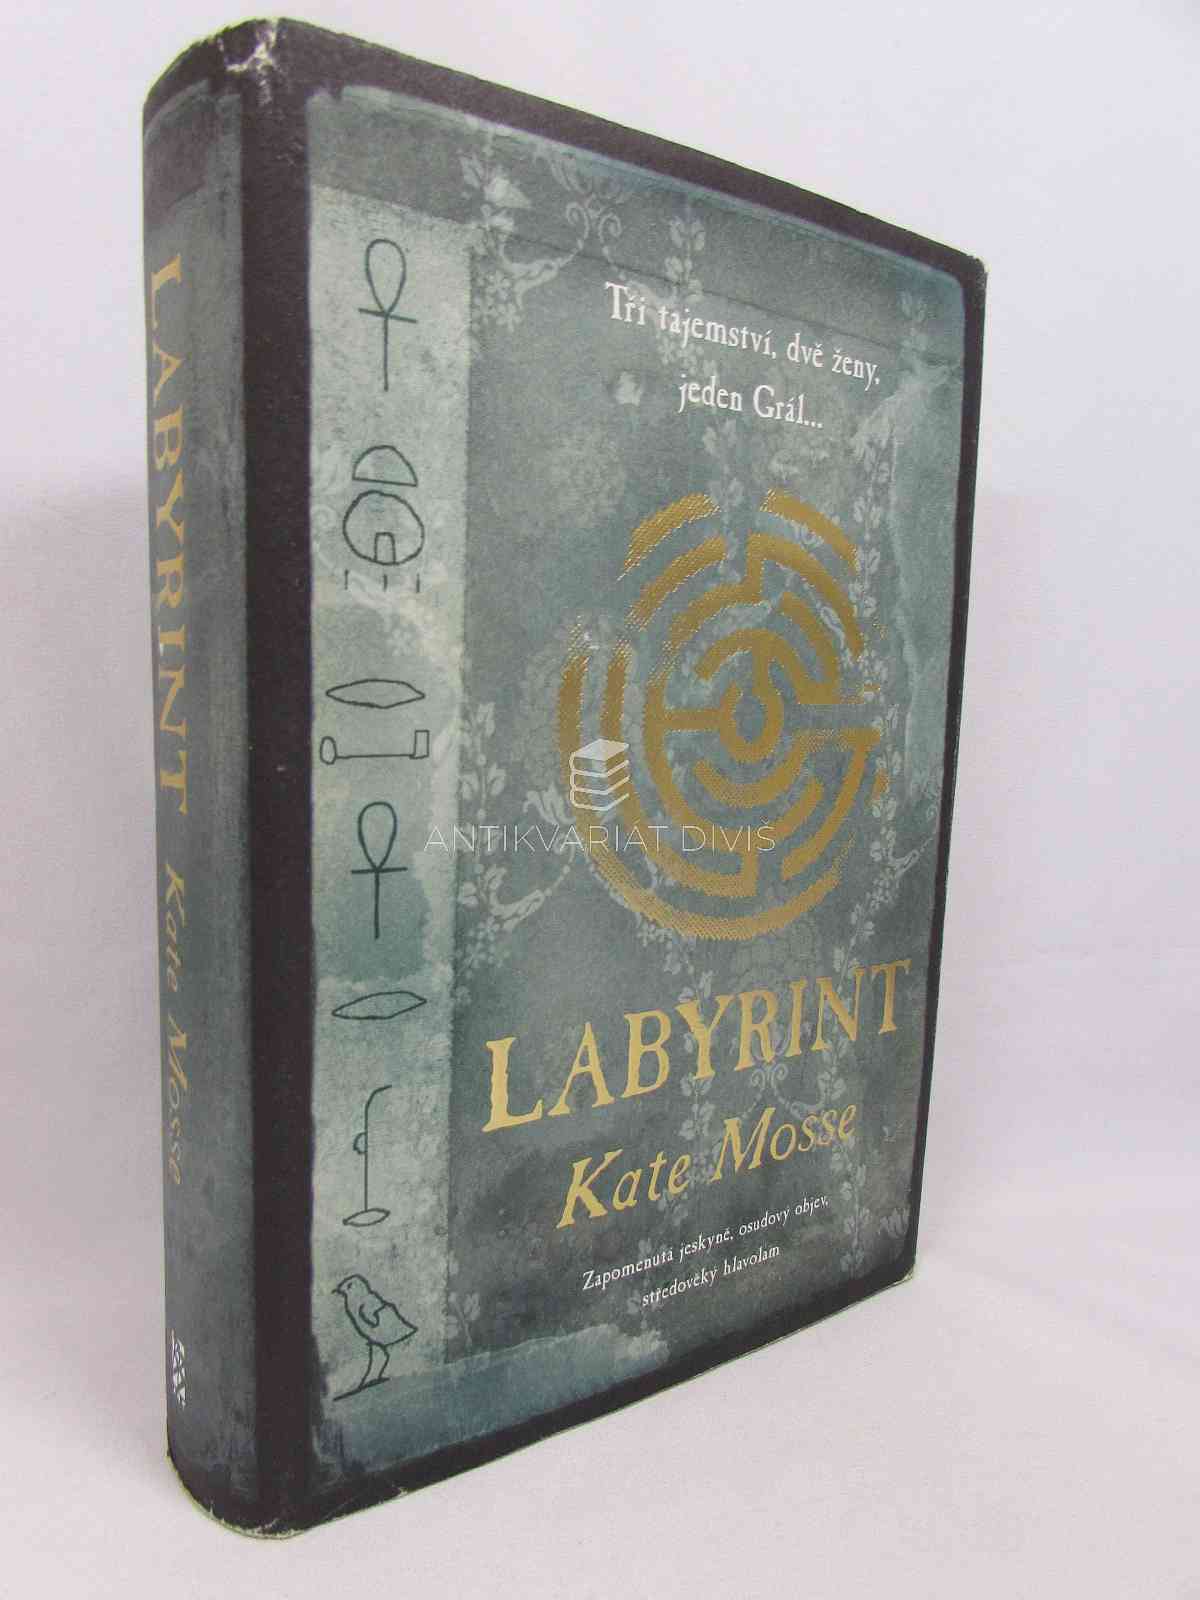 LABYRINT Kate Mosse
Tři tajemství, dvě ženy,
jeden Grál...
ANTIKVARIÁT DIVIŠ
LABYRINT
Kate Mosse
Zapomenutá jeskyně, osudový objev,
středověký hlavolam